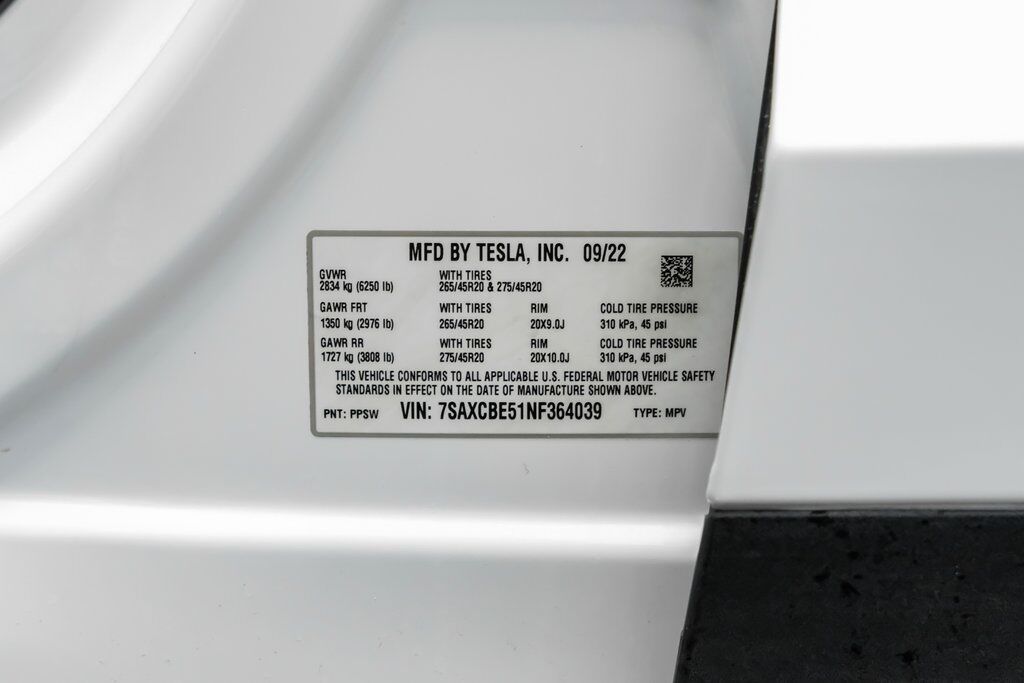 MFD BY TESLA, INC. 09/22
GVWR WITH TIRES
2834 kg (6250 lb) 265/45R20 & 275/45R20
GAWR FRT WITH TIRES RIM COLD TIRE PRESSURE
1350 kg (2976 lb) 265/45R20 20X9.0J 310 kPa, 45 psi
GAWR RR WITH TIRES RIM COLD TIRE PRESSURE
1727 kg (3808 lb) 275/45R20 20X10.0J 310 kPa, 45 psi
THIS VEHICLE CONFORMS TO ALL APPLICABLE U.S. FEDERAL MOTOR VEHICLE SAFETY
STANDARDS IN EFFECT ON THE DATE OF MANUFACTURE SHOWN ABOVE.
PNT: PPSW VIN: 7SAXCBE51NF364039 TYPE: MPV